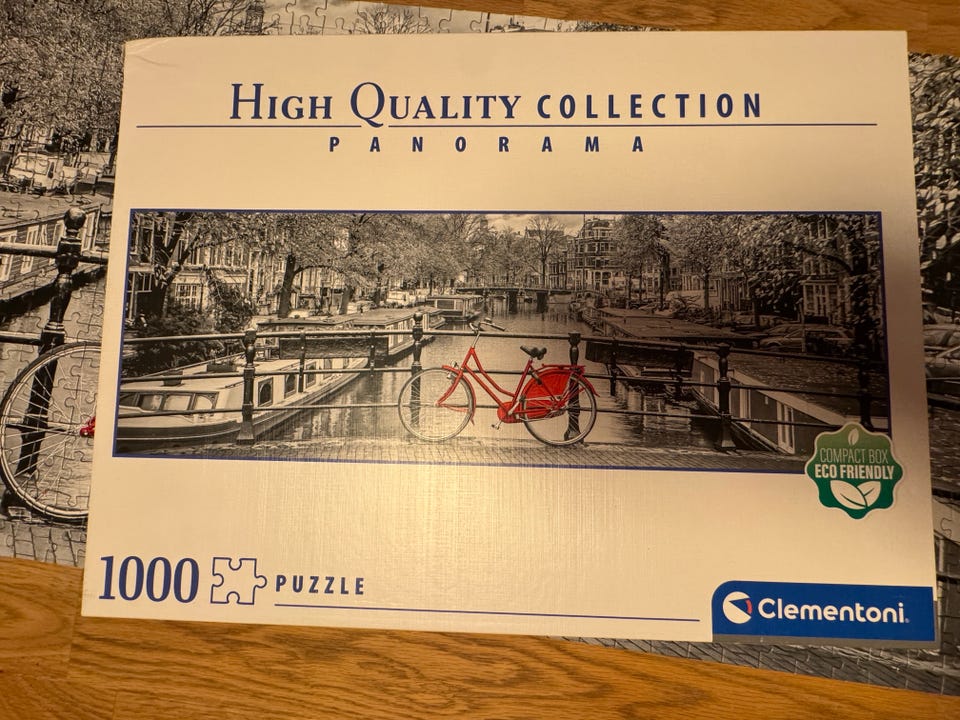 HIGH QUALITY COLLECTION
PANORAMA
COMPACT BOX
ECO FRIENDLY
1000 PUZZLE
Clementoni®